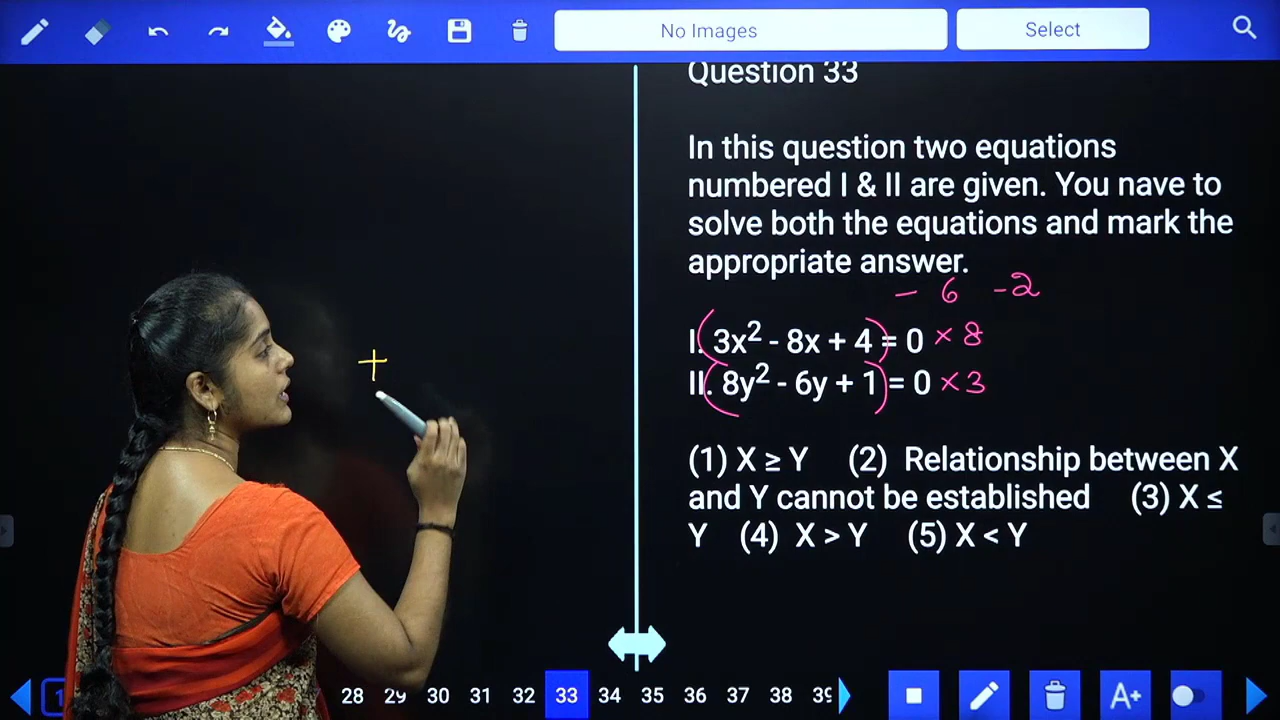 No Images
Select
Question 33
In this question two equations
numbered I & II are given. You nave to
solve both the equations and mark the
appropriate answer.
- 6 -2
I. (3x² - 8x + 4) = 0 × 8
II. (8y² - 6y + 1) = 0 × 3
+
(1) X ≥ Y (2) Relationship between X
and Y cannot be established (3) X ≤
Y (4) X > Y (5) X < Y
28 29 30 31 32 33 34 35 36 37 38 39
A+